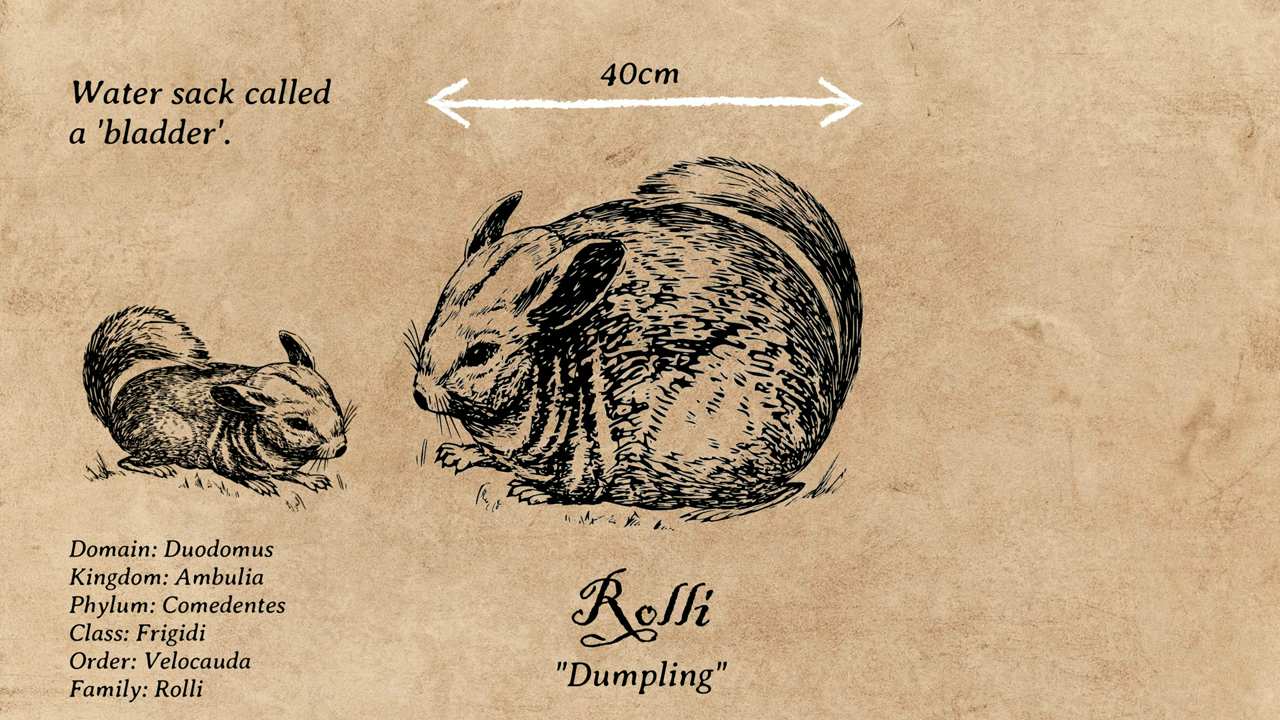 Water sack called
a 'bladder'.
40cm
Domain: Duodomus
Kingdom: Ambulia
Phylum: Comedentes
Class: Frigidi
Order: Velocauda
Family: Rolli
Rolli
"Dumpling"